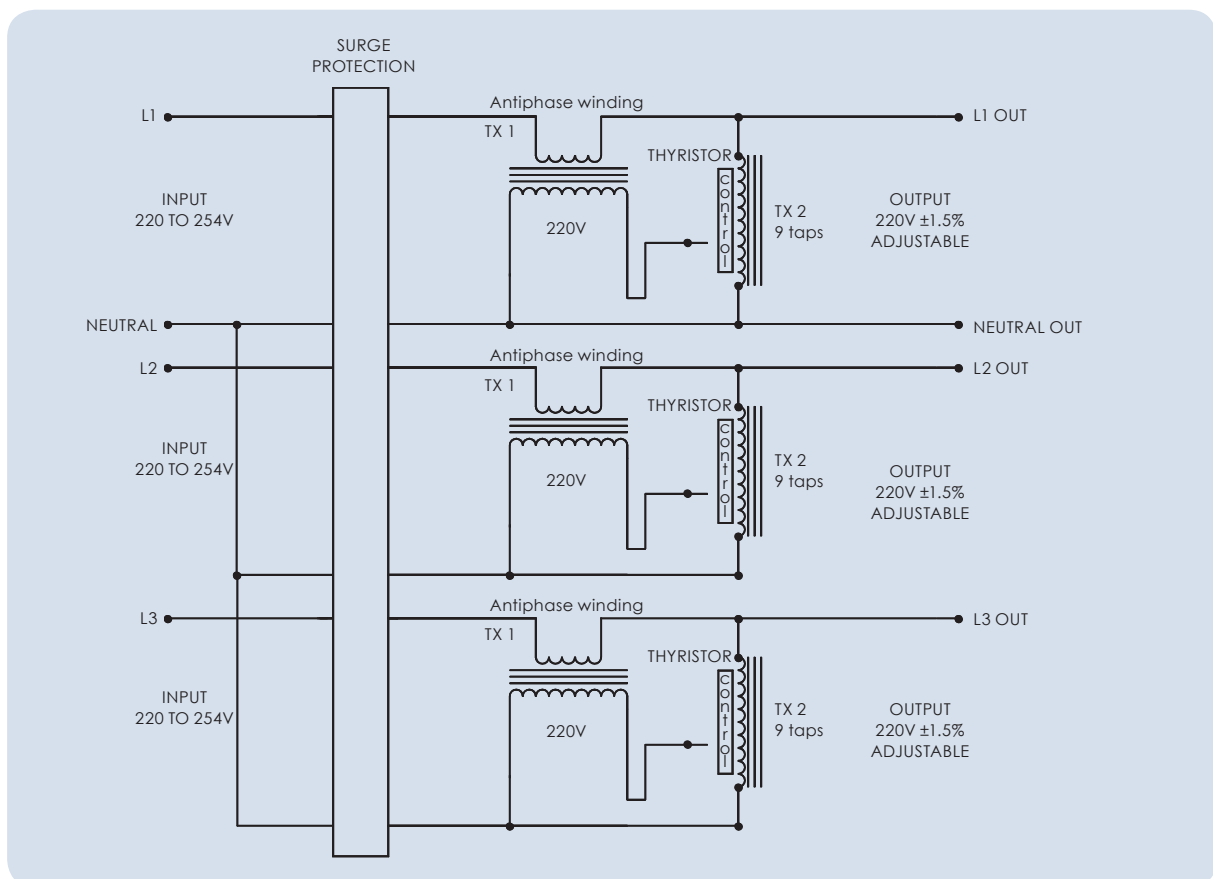 SURGE
PROTECTION
Antiphase winding
L1
TX 1
L1 OUT
THYRISTOR
control
INPUT
220 TO 254V
220V
TX 2
9 taps
OUTPUT
220V ±1.5%
ADJUSTABLE
NEUTRAL
NEUTRAL OUT
Antiphase winding
L2
TX 1
L2 OUT
THYRISTOR
control
INPUT
220 TO 254V
220V
TX 2
9 taps
OUTPUT
220V ±1.5%
ADJUSTABLE
Antiphase winding
L3
TX 1
L3 OUT
THYRISTOR
control
INPUT
220 TO 254V
220V
TX 2
9 taps
OUTPUT
220V ±1.5%
ADJUSTABLE